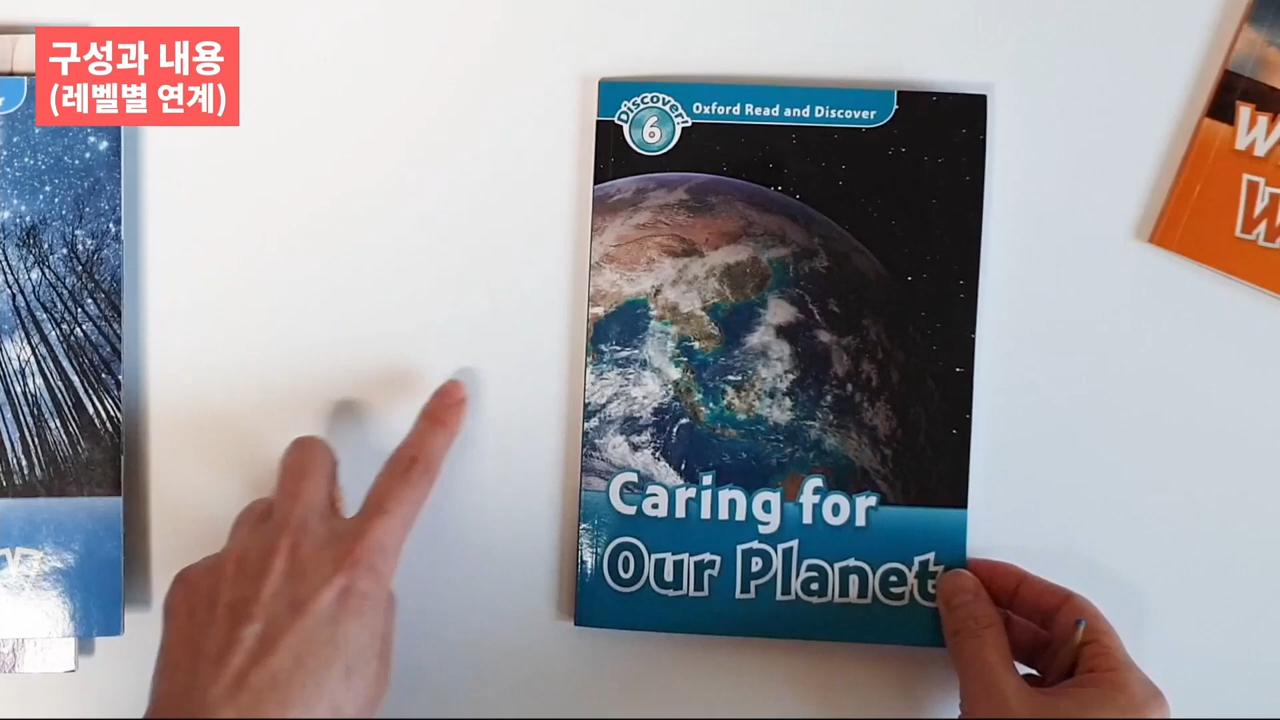 구성과 내용
(레벨별 연계)
Discover!
6
Oxford Read and Discover
Caring for
Our Planet